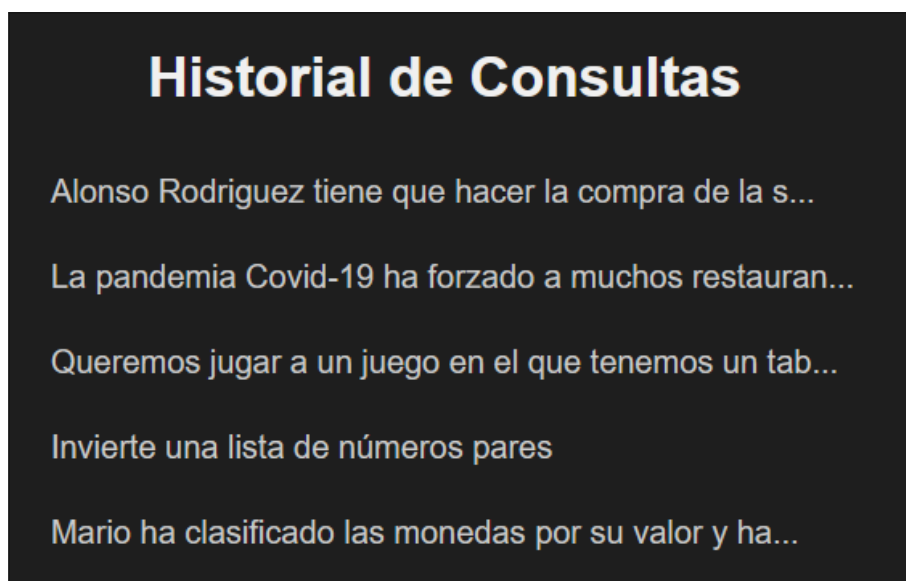 Historial de Consultas
Alonso Rodriguez tiene que hacer la compra de la s...
La pandemia Covid-19 ha forzado a muchos restauran...
Queremos jugar a un juego en el que tenemos un tab...
Invierte una lista de números pares
Mario ha clasificado las monedas por su valor y ha...